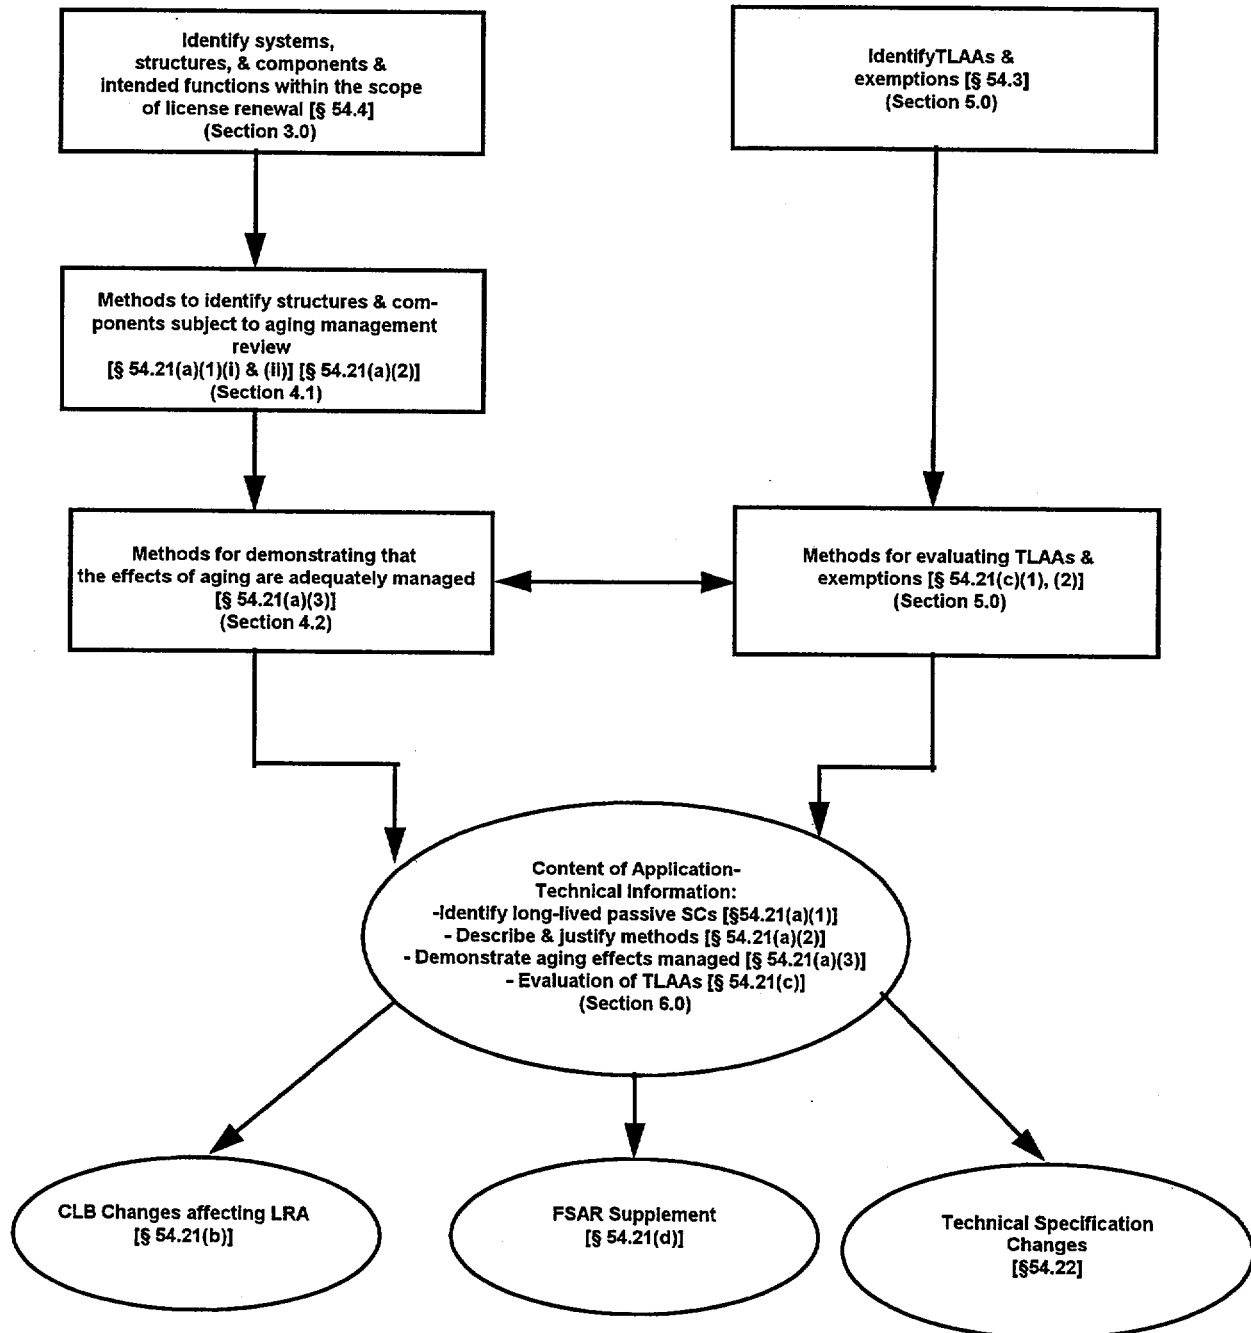 Identify systems,
structures, & components &
intended functions within the scope
of license renewal [§ 54.4]
(Section 3.0)
IdentifyTLAAs &
exemptions [§ 54.3]
(Section 5.0)
Methods to identify structures & com-
ponents subject to aging management
review
[§ 54.21(a)(1)(i) & (ii)] [§ 54.21(a)(2)]
(Section 4.1)
Methods for demonstrating that
the effects of aging are adequately managed
[§ 54.21(a)(3)]
(Section 4.2)
Methods for evaluating TLAAs &
exemptions [§ 54.21(c)(1), (2)]
(Section 5.0)
Content of Application-
Technical Information:
-Identify long-lived passive SCs [§54.21(a)(1)]
- Describe & justify methods [§ 54.21(a)(2)]
- Demonstrate aging effects managed [§ 54.21(a)(3)]
- Evaluation of TLAAs [§ 54.21(c)]
(Section 6.0)
CLB Changes affecting LRA
[§ 54.21(b)]
FSAR Supplement
[§ 54.21(d)]
Technical Specification
Changes
[§54.22]